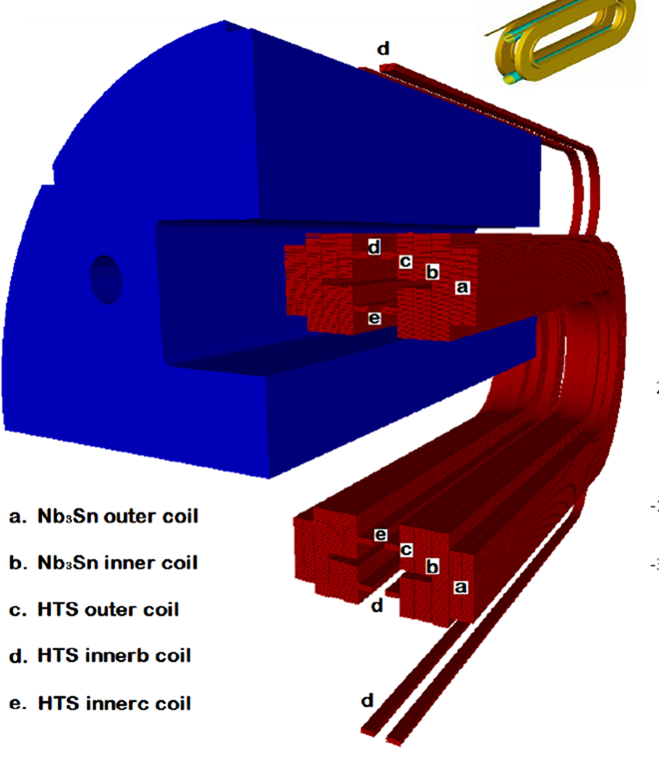 d
d
c
b
a
e
e
c
b
a
d
d
a. Nb₃Sn outer coil
b. Nb₃Sn inner coil
c. HTS outer coil
d. HTS innerb coil
e. HTS innerc coil